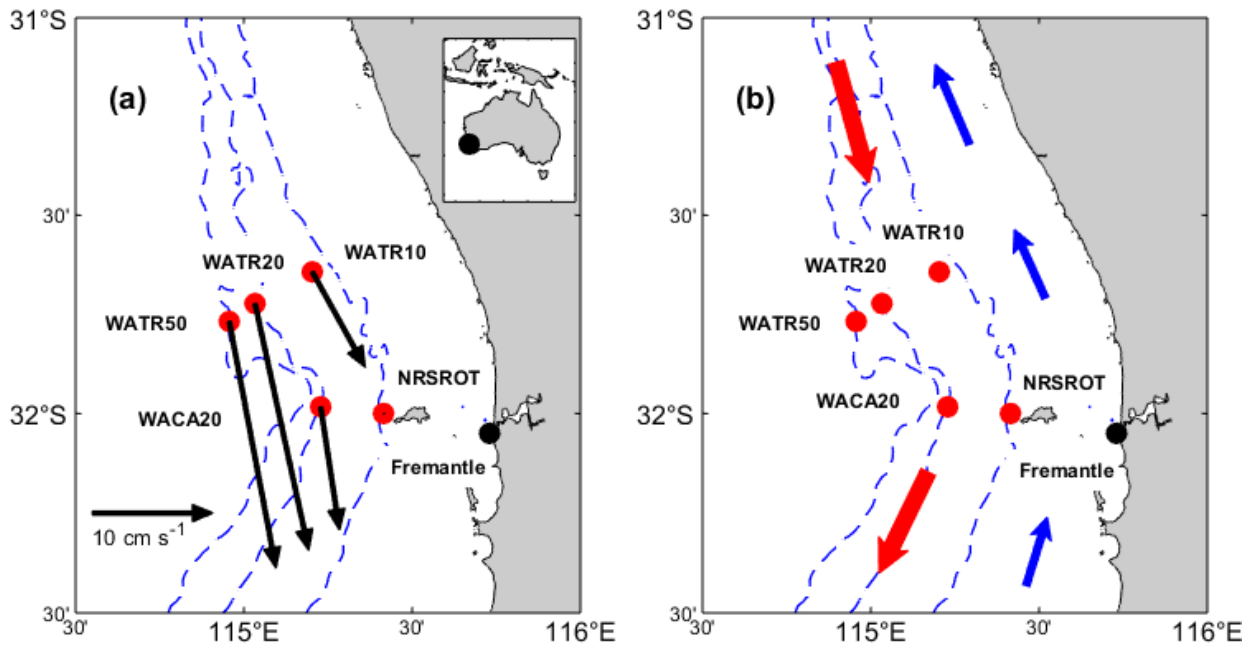 31°S
(a)
30'
WATR10
WATR20
WATR50
NRSROT
32°S
WACA20
Fremantle
10 cm s-1
30'
30'
115°E
30'
116°E
31°S
(b)
30'
WATR10
WATR20
WATR50
NRSROT
32°S
WACA20
Fremantle
30'
30'
115°E
30'
116°E